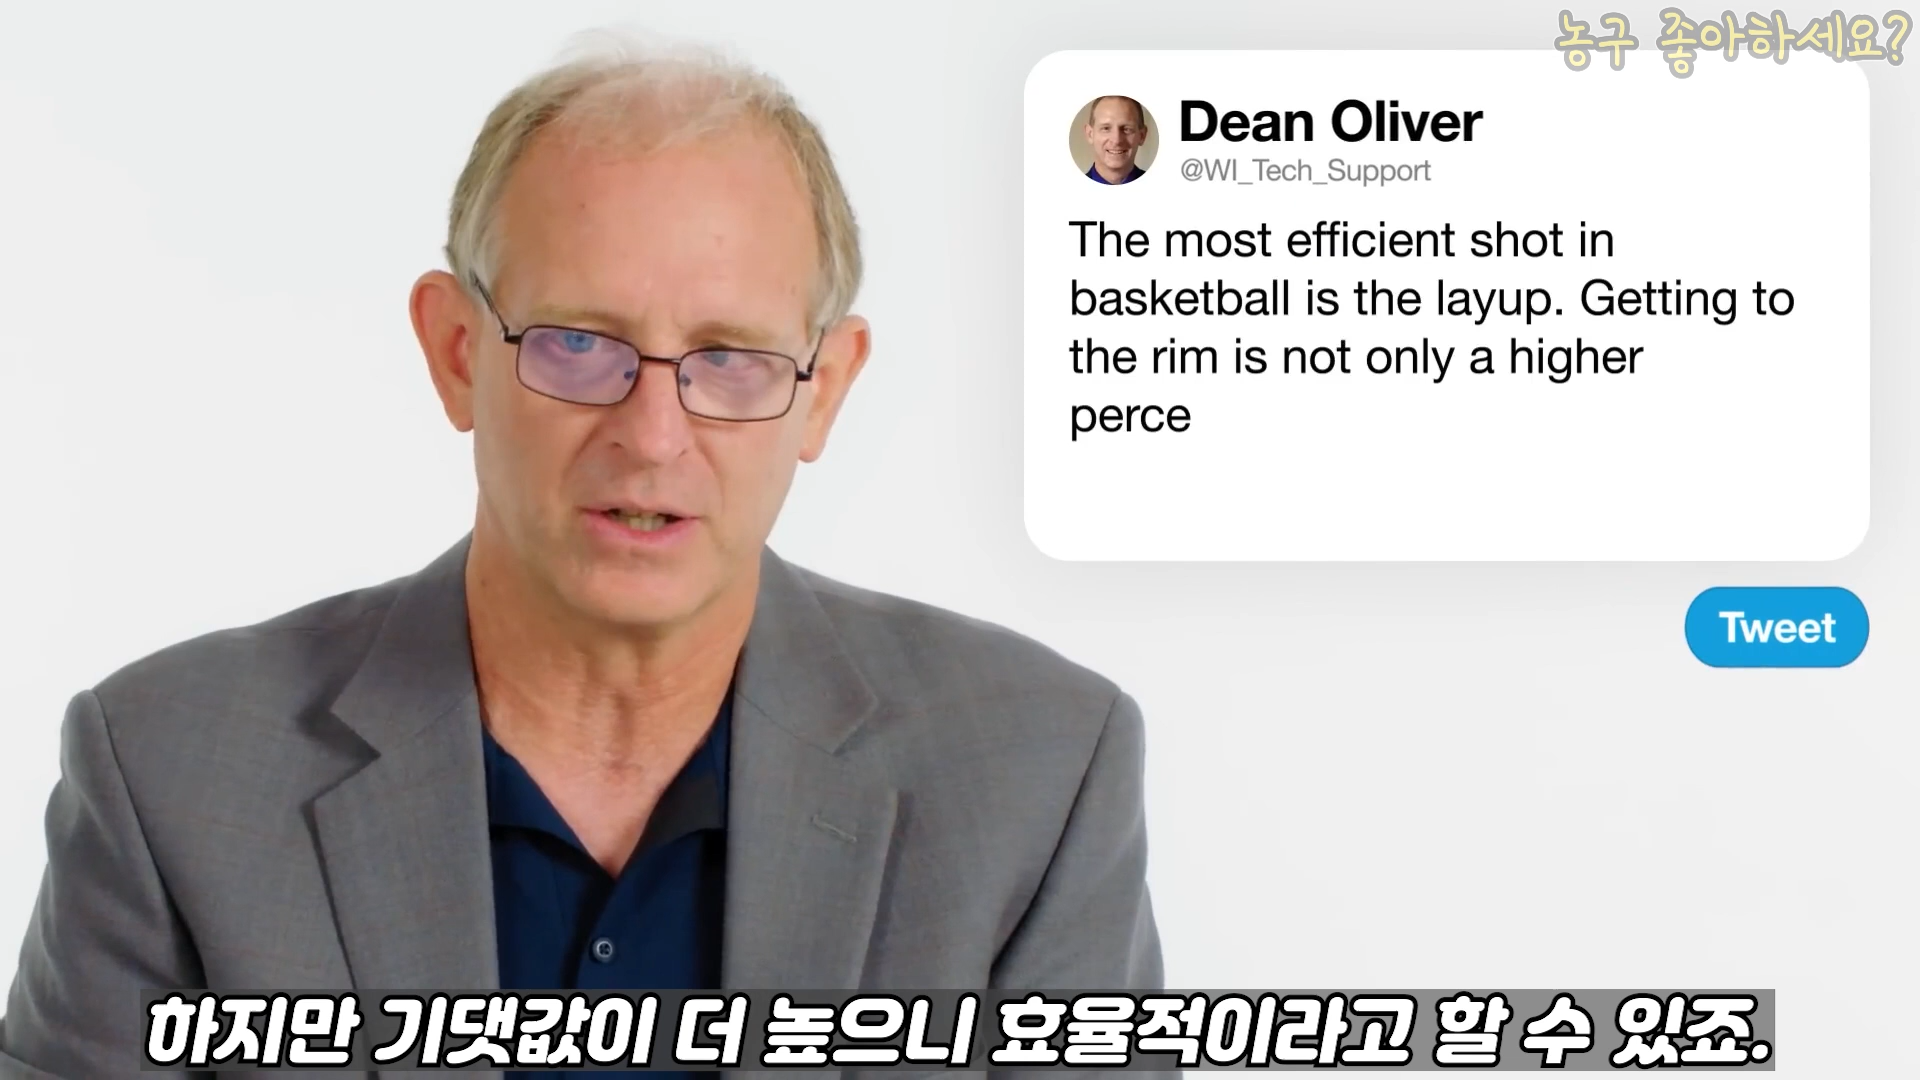 농구 좋아하세요?
Dean Oliver
@WI_Tech_Support
The most efficient shot in
basketball is the layup. Getting to
the rim is not only a higher
perce
Tweet
하지만 기댓값이 더 높으니 효율적이라고 할 수 있죠.